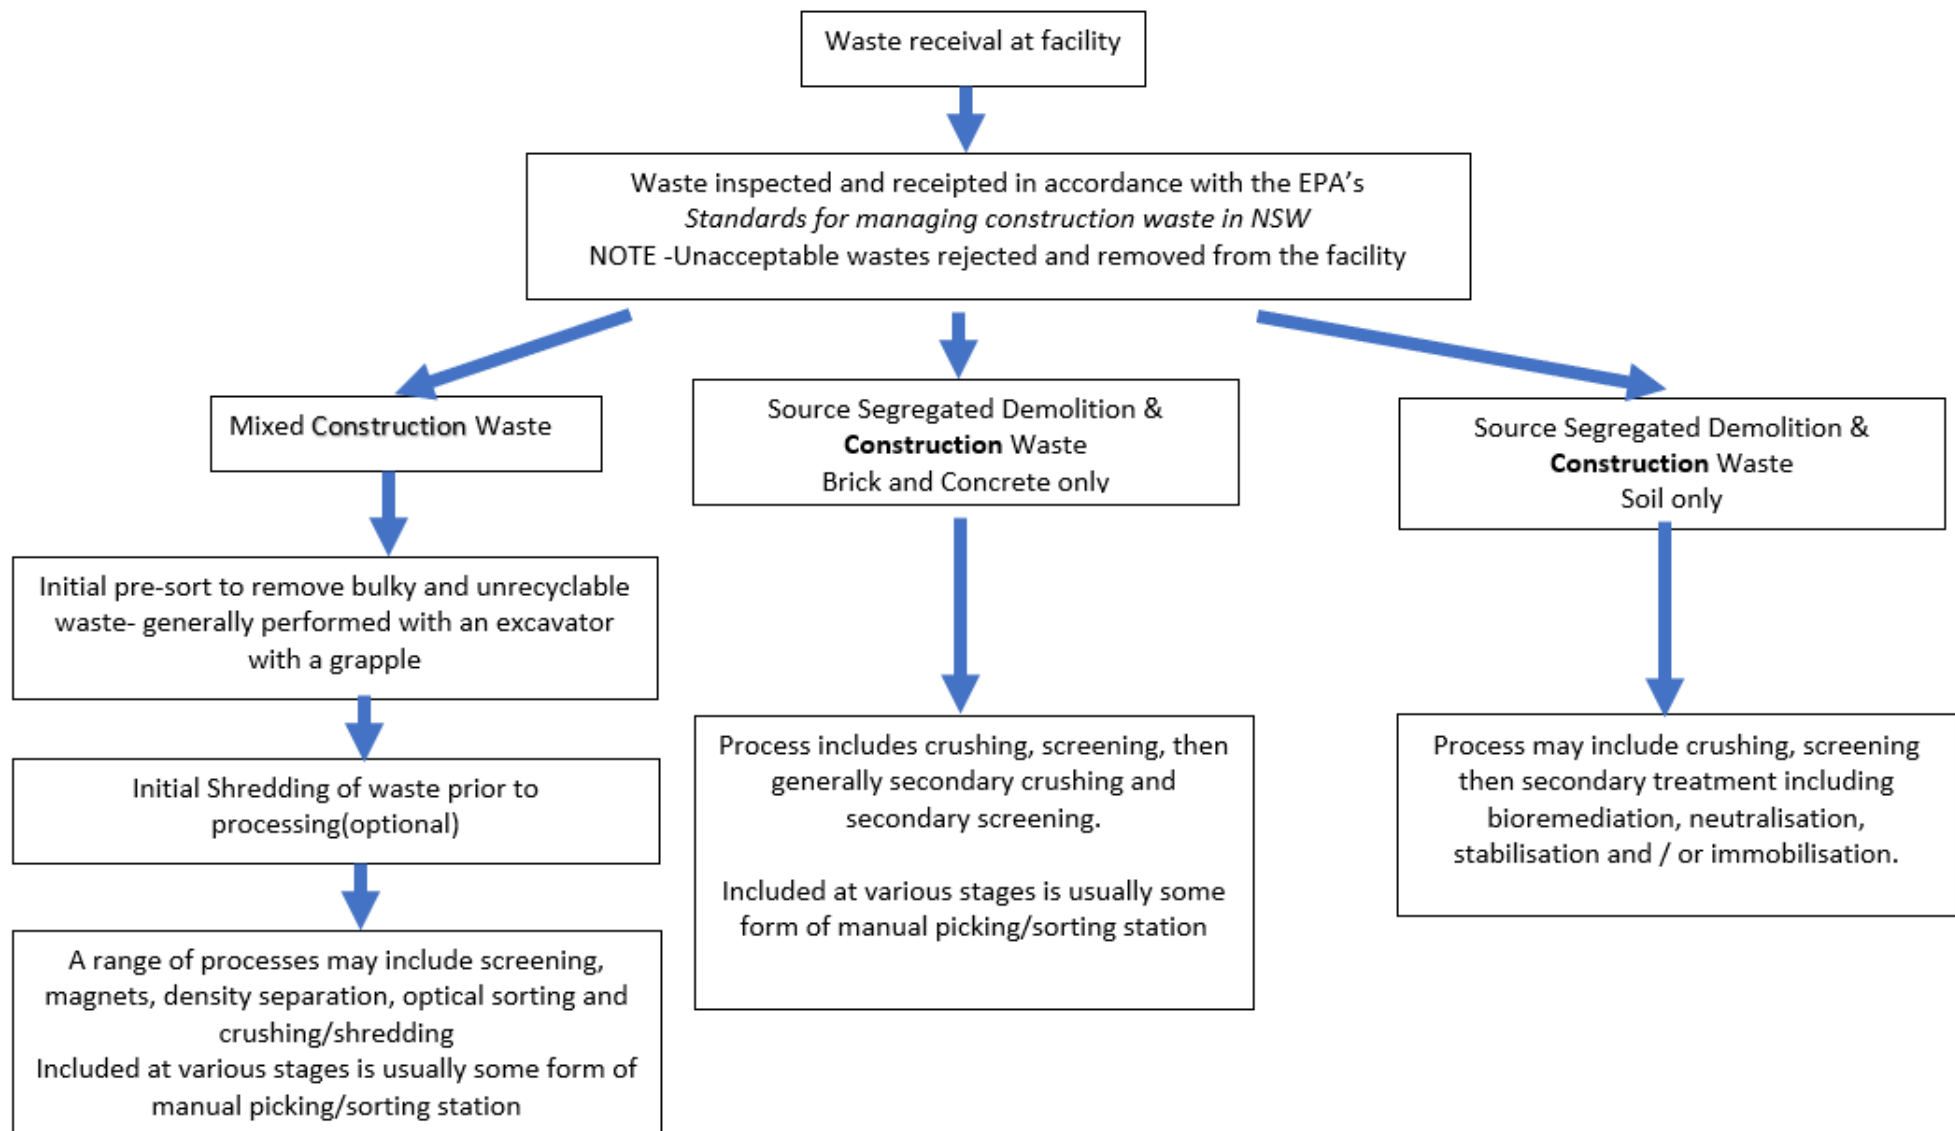 Waste receival at facility
Waste inspected and receipted in accordance with the EPA's
Standards for managing construction waste in NSW
NOTE -Unacceptable wastes rejected and removed from the facility
Mixed Construction Waste
Source Segregated Demolition &
Construction Waste
Brick and Concrete only
Source Segregated Demolition &
Construction Waste
Soil only
Initial pre-sort to remove bulky and unrecyclable
waste- generally performed with an excavator
with a grapple
Initial Shredding of waste prior to
processing(optional)
A range of processes may include screening,
magnets, density separation, optical sorting and
crushing/shredding
Included at various stages is usually some form of
manual picking/sorting station
Process includes crushing, screening, then
generally secondary crushing and
secondary screening.
Included at various stages is usually some
form of manual picking/sorting station
Process may include crushing, screening
then secondary treatment including
bioremediation, neutralisation,
stabilisation and / or immobilisation.